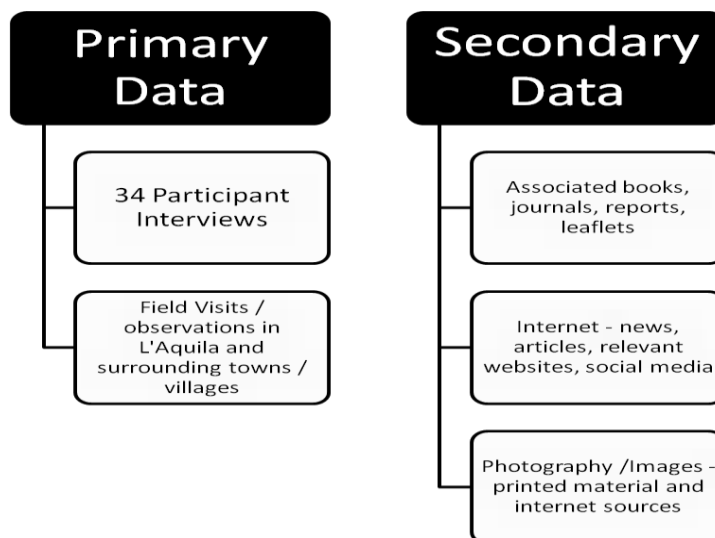 Primary
Data
34 Participant
Interviews
Field Visits /
observations in
L'Aquila and
surrounding towns /
villages
Secondary
Data
Associated books,
journals, reports,
leaflets
Internet - news,
articles, relevant
websites, social media
Photography /Images -
printed material and
internet sources